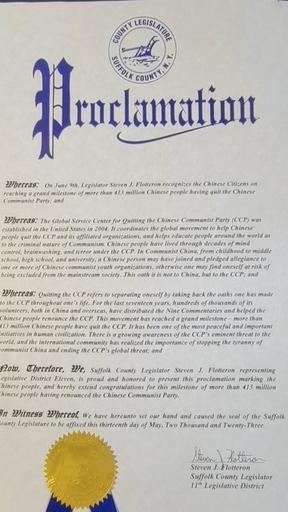 COUNTY LEGISLATURE
SUFFOLK COUNTY, N.Y.
Proclamation
Whereas: On June 9th, Legislator Steven J. Flotteron recognizes the Chinese Citizens on
reaching a grand milestone of more than 413 million Chinese people having quit the Chinese
Communist Party; and
Whereas: The Global Service Center for Quitting the Chinese Communist Party (CCP) was
established in the United States in 2004. It coordinates the global movement to help Chinese
people quit the CCP and its affiliated organization, and helps educate people around the world as
to the criminal nature of Communism. Chinese people have lived through decades of mind
control, brainwashing, and terror under the CCP. In Communist China, from childhood to middle
school, high school, and university, a Chinese person may have joined and pledged allegiance to
one or more of Chinese communist youth organizations, otherwise one may find oneself at risk of
being excluded from the mainstream society. This oath it is not to China, but to the CCP; and
Whereas: Quitting the CCP refers to separating oneself by taking back the oaths one has made
to the CCP throughout one's life. For the last seventeen years, hundreds of thousands of its
volunteers, both in China and overseas, have distributed the Nine Commentaries and helped the
Chinese people renounce the CCP. This movement has reached a grand milestone – more than
413 million Chinese people have quit the CCP. It has been one of the most peaceful and important
initiatives in human civilization. There is a growing awareness of the CCP's eminent threat to the
world, and the international community has realized the importance of stopping the tyranny of
communist China and ending the CCP's global threat; and
Now, Therefore, We, Suffolk County Legislator Steven J. Flotteron representing
Legislative District Eleven, is proud and honored to present this proclamation marking the
Chinese people, and hereby extend congratulations for this milestone of more than 415 million
Chinese people having renounced the Chinese Communist Party.
In Witness Whereof, We have hereunto set our hand and caused the seal of the Suffolk
County Legislature to be affixed this thirteenth day of May, Two Thousand and Twenty-Three
Steven J. Flotteron
Steven J. Flotteron
Suffolk County Legislator
11th Legislative District